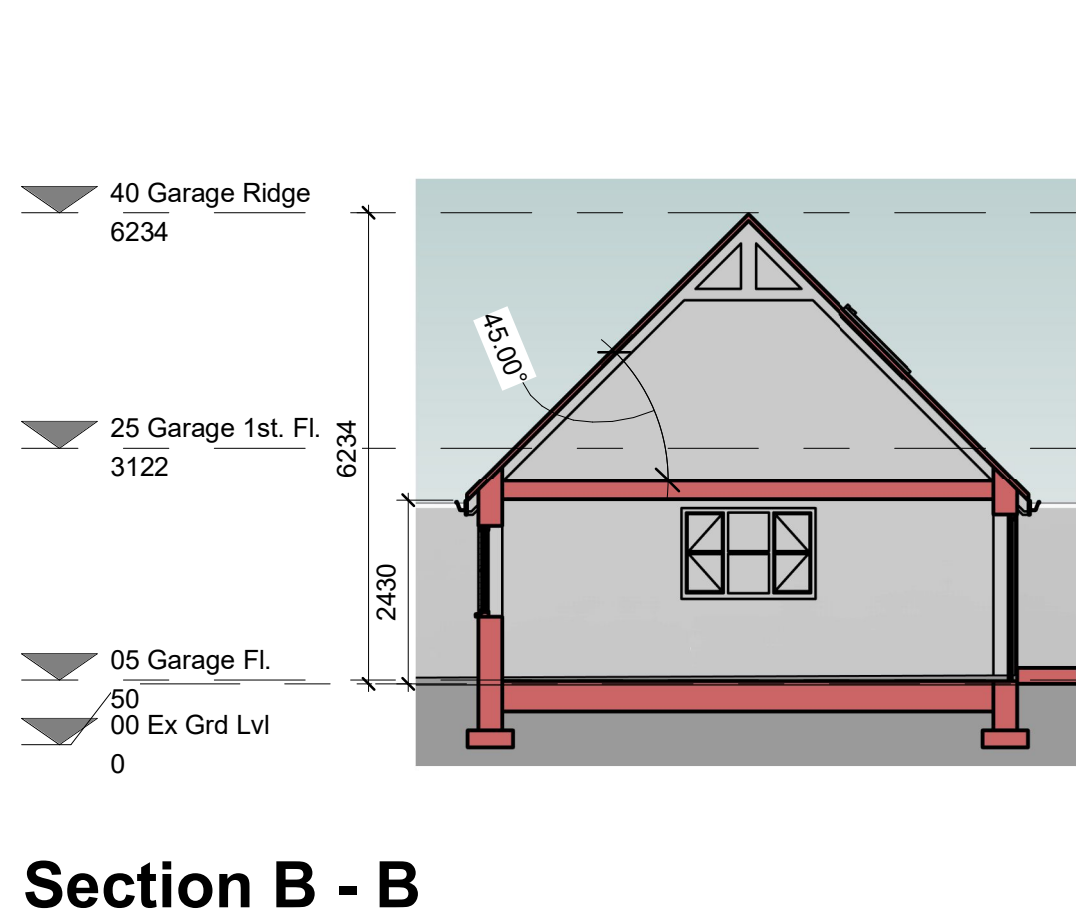 40 Garage Ridge
6234
45.00°
25 Garage 1st. Fl.
3122
6234
2430
05 Garage Fl.
50
00 Ex Grd Lvl
0
Section B - B